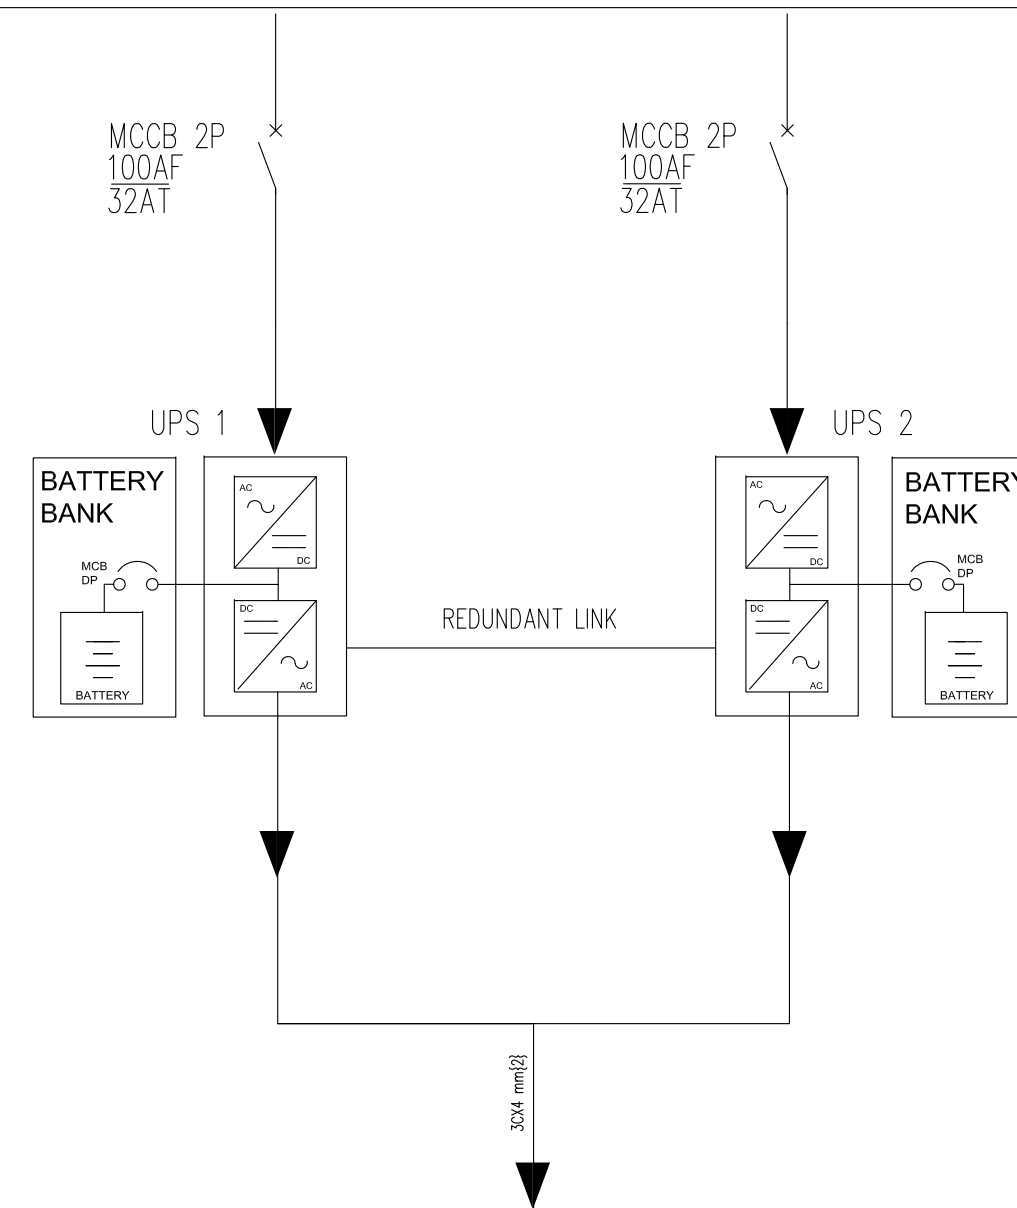 MCCB 2P
100AF
32AT
MCCB 2P
100AF
32AT
UPS 1
UPS 2
BATTERY
BANK
AC
DC
MCB
DP
DC
AC
BATTERY
REDUNDANT LINK
AC
DC
DC
AC
BATTERY
BANK
MCB
DP
BATTERY
3CX4 mm{2}